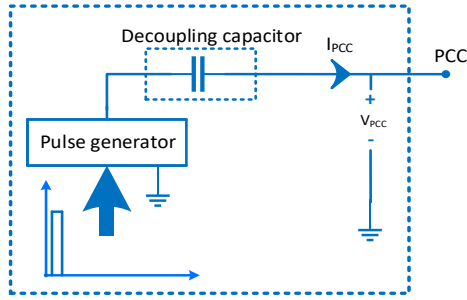 Decoupling capacitor
IPCC
PCC
+
VPCC
-
Pulse generator